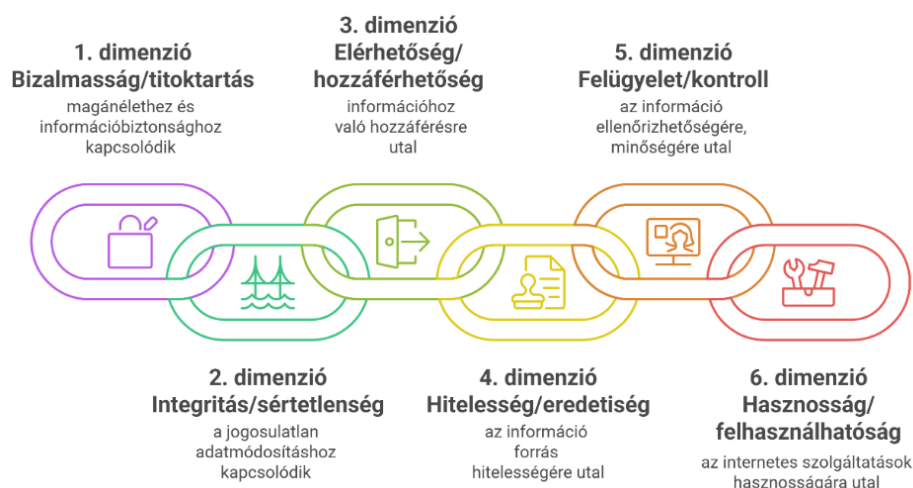 1. dimenzió
Bizalmasság/titoktartás
magánélethez és
információbiztonsághoz
kapcsolódik
2. dimenzió
Integritás/sértetlenség
a jogosulatlan
adatmódosításhoz
kapcsolódik
3. dimenzió
Elérhetőség/
hozzáférhetőség
információhoz
való hozzáférésre
utal
4. dimenzió
Hitelesség/eredetiség
az információ
forrás
hitelességére utal
5. dimenzió
Felügyelet/kontroll
az információ
ellenőrizhetőségére,
minőségére utal
6. dimenzió
Hasznosság/
felhasználhatóság
az internetes szolgáltatások
hasznosságára utal